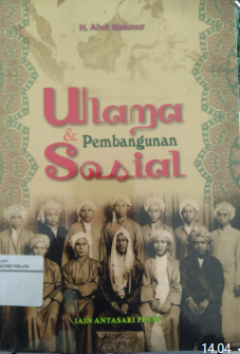 H. Ahdi Makmur
Ulama
& Pembangunan
Sosial
IAIN ANTASARI PRESS
14.04